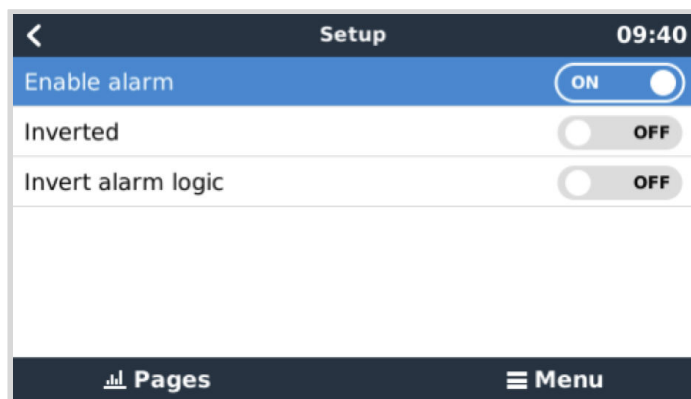 Setup 09:40
Enable alarm ON
Inverted OFF
Invert alarm logic OFF
Pages Menu